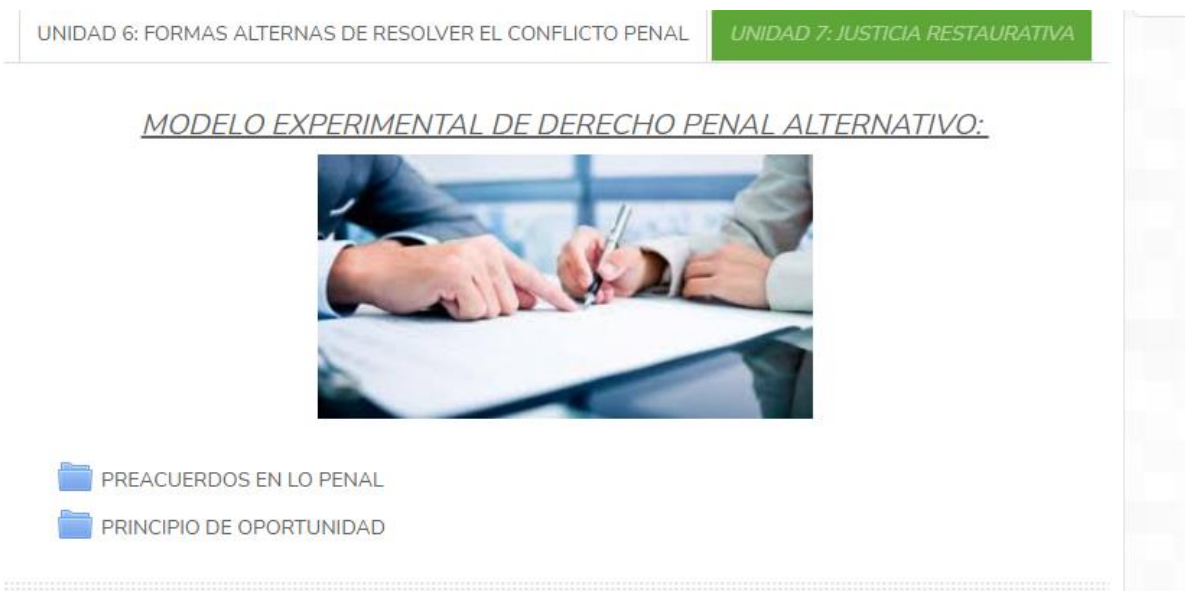 UNIDAD 6: FORMAS ALTERNAS DE RESOLVER EL CONFLICTO PENAL
UNIDAD 7: JUSTICIA RESTAURATIVA
MODELO EXPERIMENTAL DE DERECHO PENAL ALTERNATIVO:
PREACUERDOS EN LO PENAL
PRINCIPIO DE OPORTUNIDAD